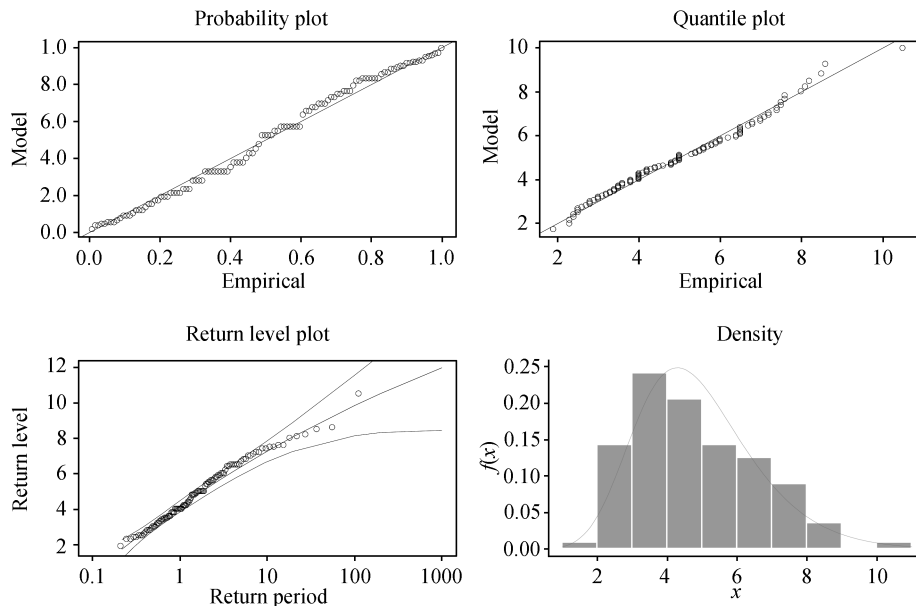 Probability plot
1.0
8.0
6.0
4.0
2.0
0.0
Model
0.0 0.2 0.4 0.6 0.8 1.0
Empirical
Quantile plot
10
8
6
4
2
Model
2 4 6 8 10
Empirical
Return level plot
12
10
8
6
4
2
Return level
0.1 1 10 100 1000
Return period
Density
0.25
0.20
0.15
0.10
0.05
0.00
f(x)
2 4 6 8 10
x